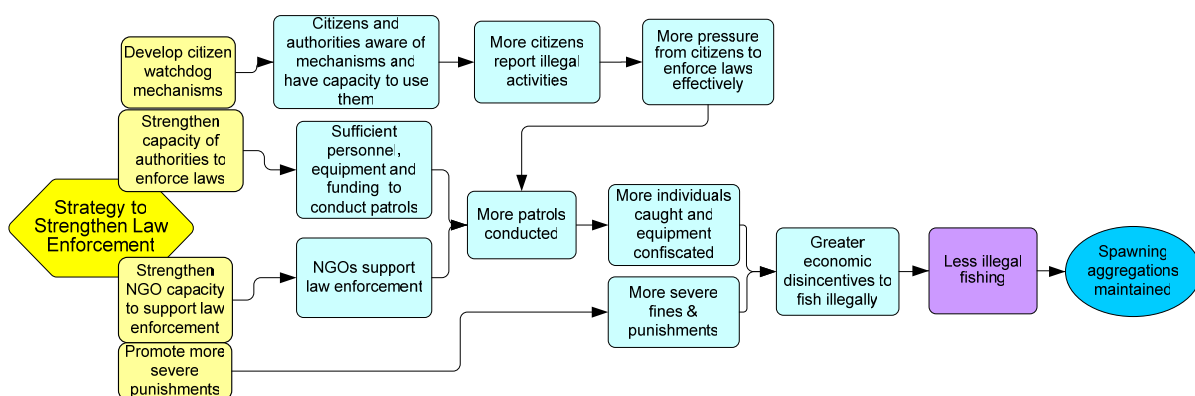 Develop citizen
watchdog
mechanisms
Citizens and
authorities aware of
mechanisms and
have capacity to use
them
More citizens
report illegal
activities
More pressure
from citizens to
enforce laws
effectively
Strengthen
capacity of
authorities to
enforce laws
Sufficient
personnel,
equipment and
funding to
conduct patrols
Strategy to
Strengthen Law
Enforcement
More patrols
conducted
More individuals
caught and
equipment
confiscated
Greater
economic
disincentives to
fish illegally
Less illegal
fishing
Spawning
aggregations
maintained
Strengthen
NGO capacity
to support law
enforcement
NGOs support
law enforcement
More severe
fines &
punishments
Promote more
severe
punishments